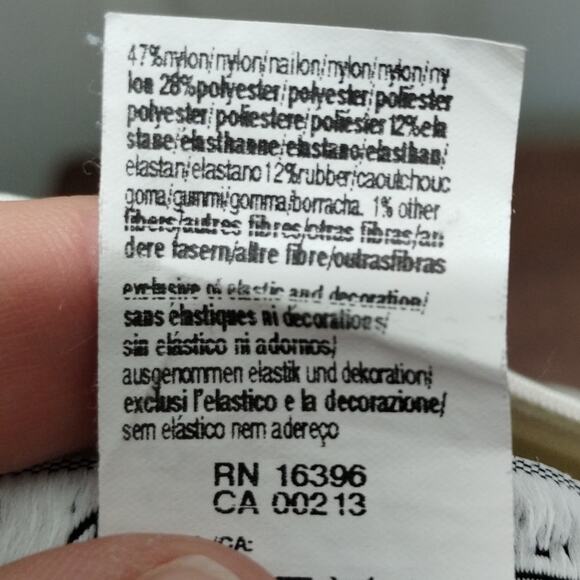 47%nylon/nylon/nailon/nylon/nylon/ny
lon 28%polyester/polyester/poliester
polyester/poliestere/poliester 12%ela
stane/elasthanne/elastano/elasthan/
elastan/elastano 12%rubber/caoutchouc
goma/gummi/gomma/borracha. 1% other
fibers/autres fibres/otras fibras/an
dere fasern/altre fibre/outrasfibras
exclusive of elastic and decoration/
sans élastiques ni décorations/
sin elástico ni adornos/
ausgenommen elastik und dekoration/
exclusi l'elastico e la decorazione/
sem elástico nem adereço
RN 16396
CA 00213
/CA: